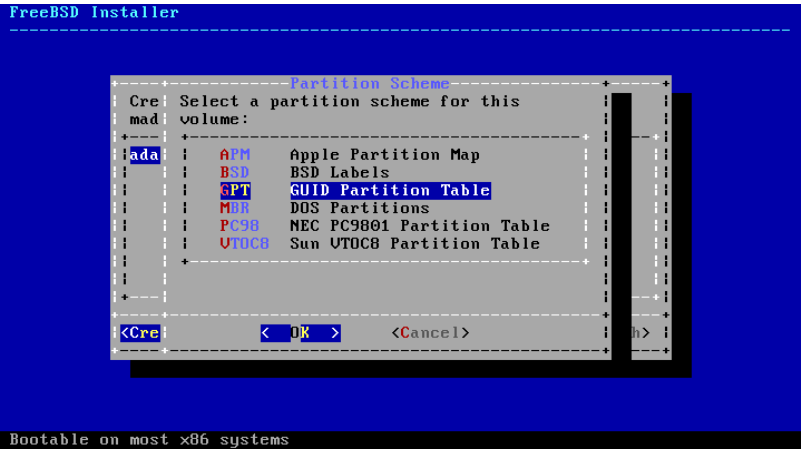 FreeBSD Installer
Partition Scheme
Cre Select a partition scheme for this
mad volume:
ada APM Apple Partition Map
BSD BSD Labels
GPT GUID Partition Table
MBR DOS Partitions
PC98 NEC PC9801 Partition Table
VTOC8 Sun VTOC8 Partition Table
<Cre < OK > <Cancel> h>
Bootable on most x86 systems